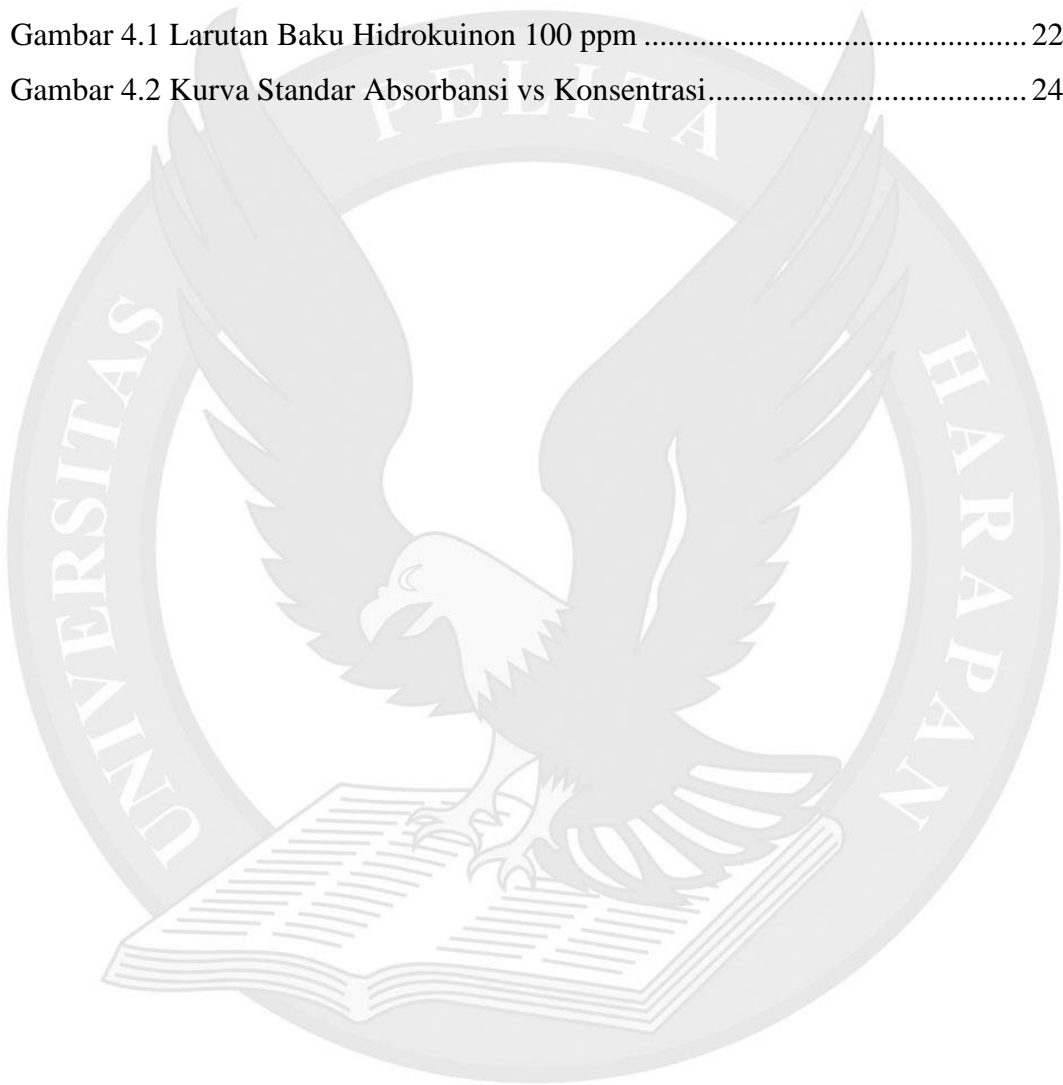 Gambar 4.1 Larutan Baku Hidrokuinon 100 ppm ............................................... 22
Gambar 4.2 Kurva Standar Absorbansi vs Konsentrasi....................................... 24
UNIVERSITAS PELITA HARAPAN